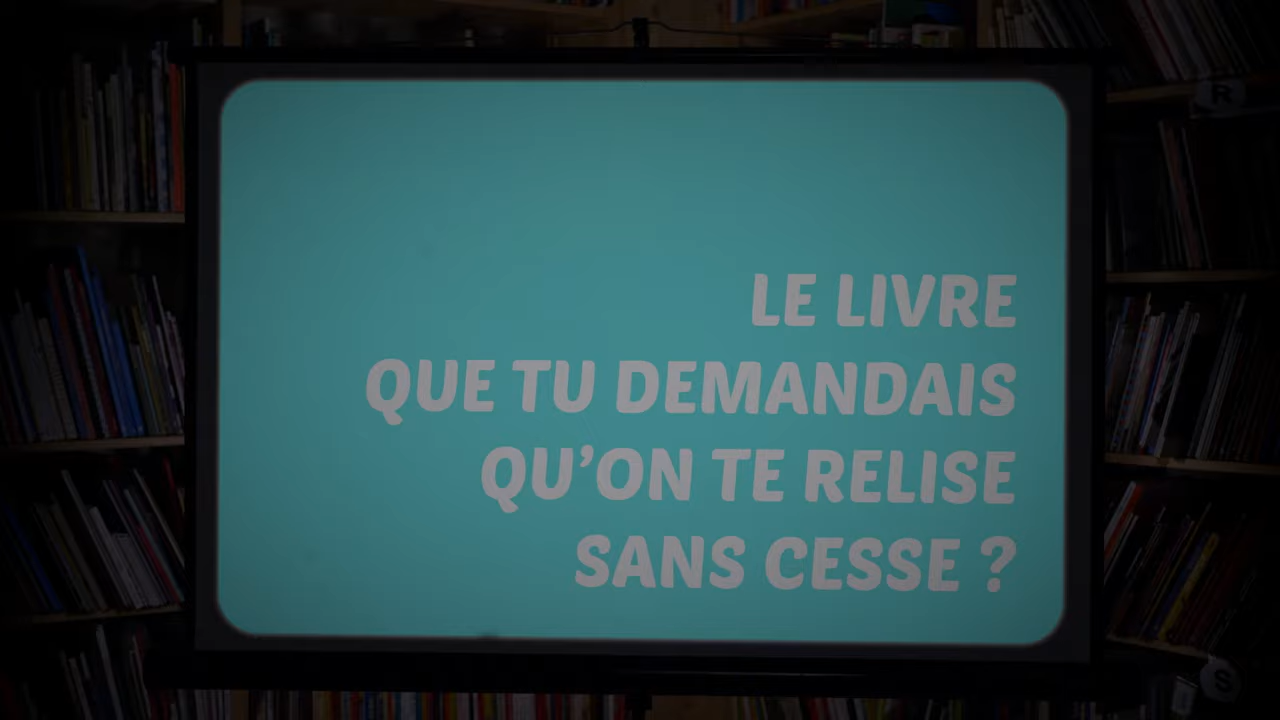 LE LIVRE
QUE TU DEMANDAIS
QU’ON TE RELISE
SANS CESSE ?
R
S